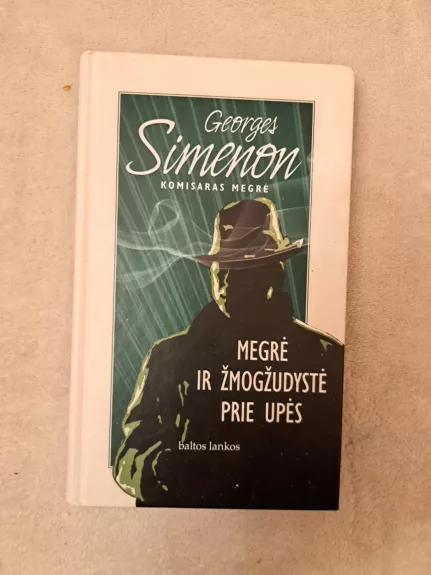 Georges
Simenon
KOMISARAS MEGRĖ
MEGRĖ
IR ŽMOGŽUDYSTĖ
PRIE UPĖS
baltos lankos